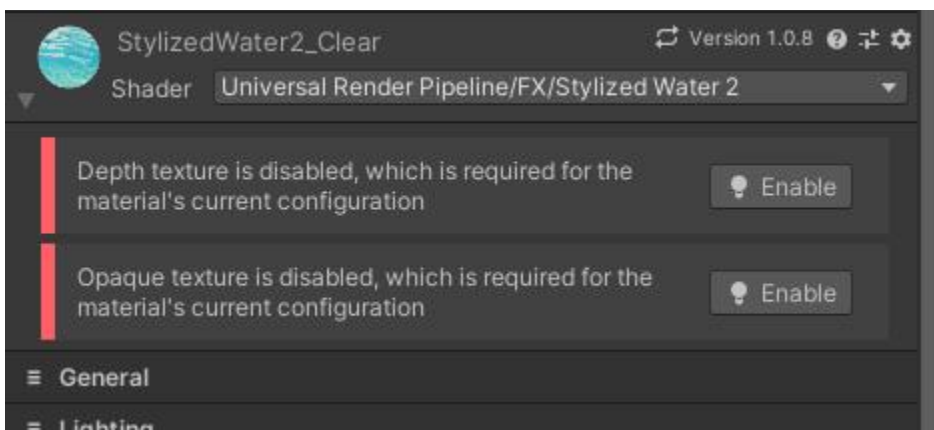 StylizedWater2_Clear
Version 1.0.8
Shader
Universal Render Pipeline/FX/Stylized Water 2
Depth texture is disabled, which is required for the
material's current configuration
Enable
Opaque texture is disabled, which is required for the
material's current configuration
Enable
General
Lighting